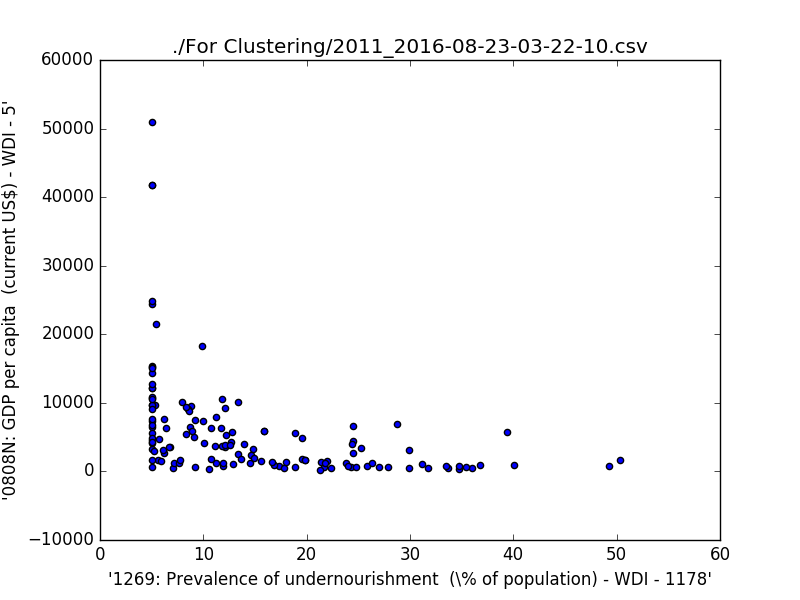 ./For Clustering/2011_2016-08-23-03-22-10.csv
60000
50000
40000
30000
20000
10000
0
−10000
'0808N: GDP per capita  (current US$) - WDI - 5'
0 10 20 30 40 50 60
'1269: Prevalence of undernourishment  (\% of population) - WDI - 1178'